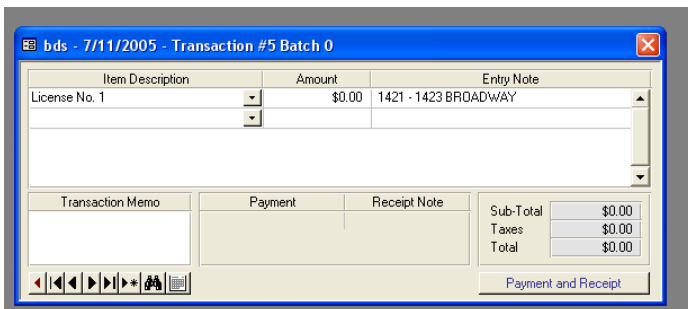 bds - 7/11/2005 - Transaction #5 Batch 0
Item Description Amount Entry Note
License No. 1 $0.00 1421 - 1423 BROADWAY
Transaction Memo Payment Receipt Note
Sub-Total $0.00
Taxes $0.00
Total $0.00
Payment and Receipt